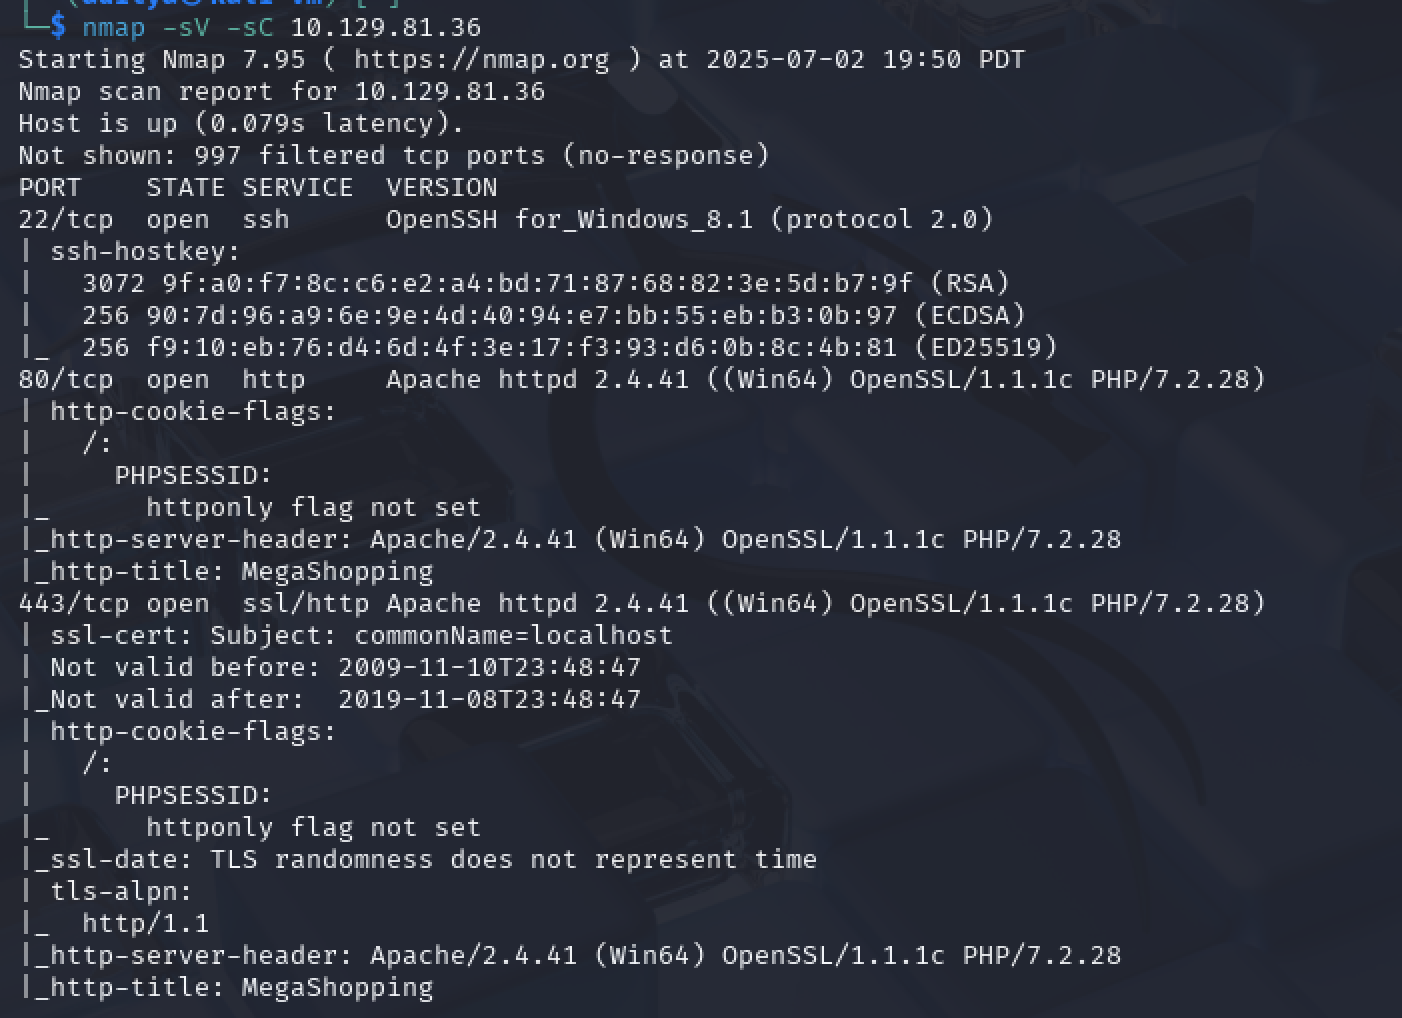 └─$ nmap -sV -sC 10.129.81.36
Starting Nmap 7.95 ( https://nmap.org ) at 2025-07-02 19:50 PDT
Nmap scan report for 10.129.81.36
Host is up (0.079s latency).
Not shown: 997 filtered tcp ports (no-response)
PORT    STATE SERVICE  VERSION
22/tcp  open  ssh      OpenSSH for_Windows_8.1 (protocol 2.0)
| ssh-hostkey:
|   3072 9f:a0:f7:8c:c6:e2:a4:bd:71:87:68:82:3e:5d:b7:9f (RSA)
|   256 90:7d:96:a9:6e:9e:4d:40:94:e7:bb:55:eb:b3:0b:97 (ECDSA)
|_  256 f9:10:eb:76:d4:6d:4f:3e:17:f3:93:d6:0b:8c:4b:81 (ED25519)
80/tcp  open  http     Apache httpd 2.4.41 ((Win64) OpenSSL/1.1.1c PHP/7.2.28)
| http-cookie-flags:
|   /:
|     PHPSESSID:
|_      httponly flag not set
|_http-server-header: Apache/2.4.41 (Win64) OpenSSL/1.1.1c PHP/7.2.28
|_http-title: MegaShopping
443/tcp open  ssl/http Apache httpd 2.4.41 ((Win64) OpenSSL/1.1.1c PHP/7.2.28)
| ssl-cert: Subject: commonName=localhost
| Not valid before: 2009-11-10T23:48:47
|_Not valid after:  2019-11-08T23:48:47
| http-cookie-flags:
|   /:
|     PHPSESSID:
|_      httponly flag not set
|_ssl-date: TLS randomness does not represent time
| tls-alpn:
|_  http/1.1
|_http-server-header: Apache/2.4.41 (Win64) OpenSSL/1.1.1c PHP/7.2.28
|_http-title: MegaShopping